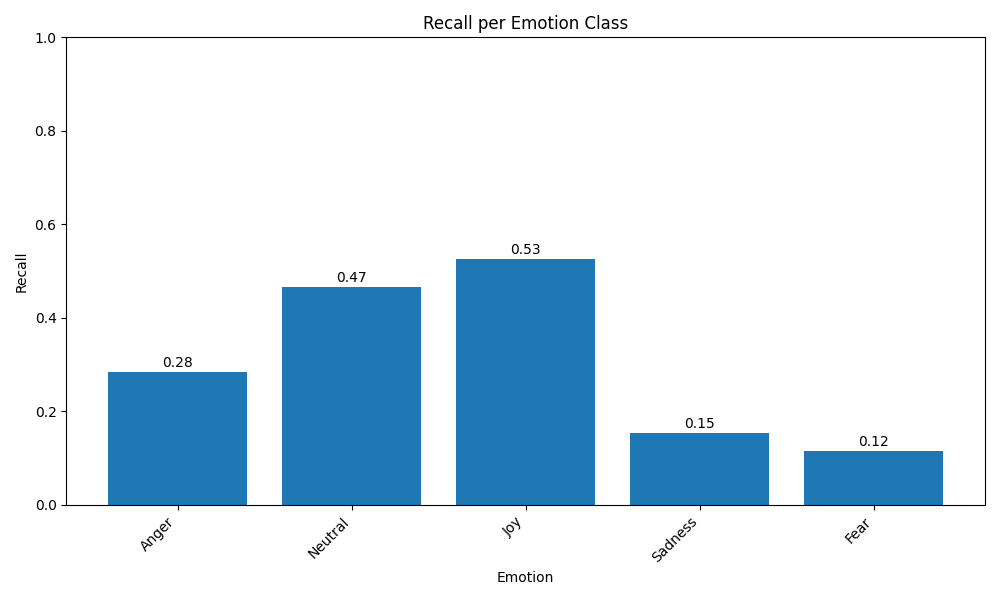 Recall per Emotion Class
1.0
0.8
0.6
0.4
0.2
0.0
Recall
0.28
0.47
0.53
0.15
0.12
Anger
Neutral
Joy
Sadness
Fear
Emotion